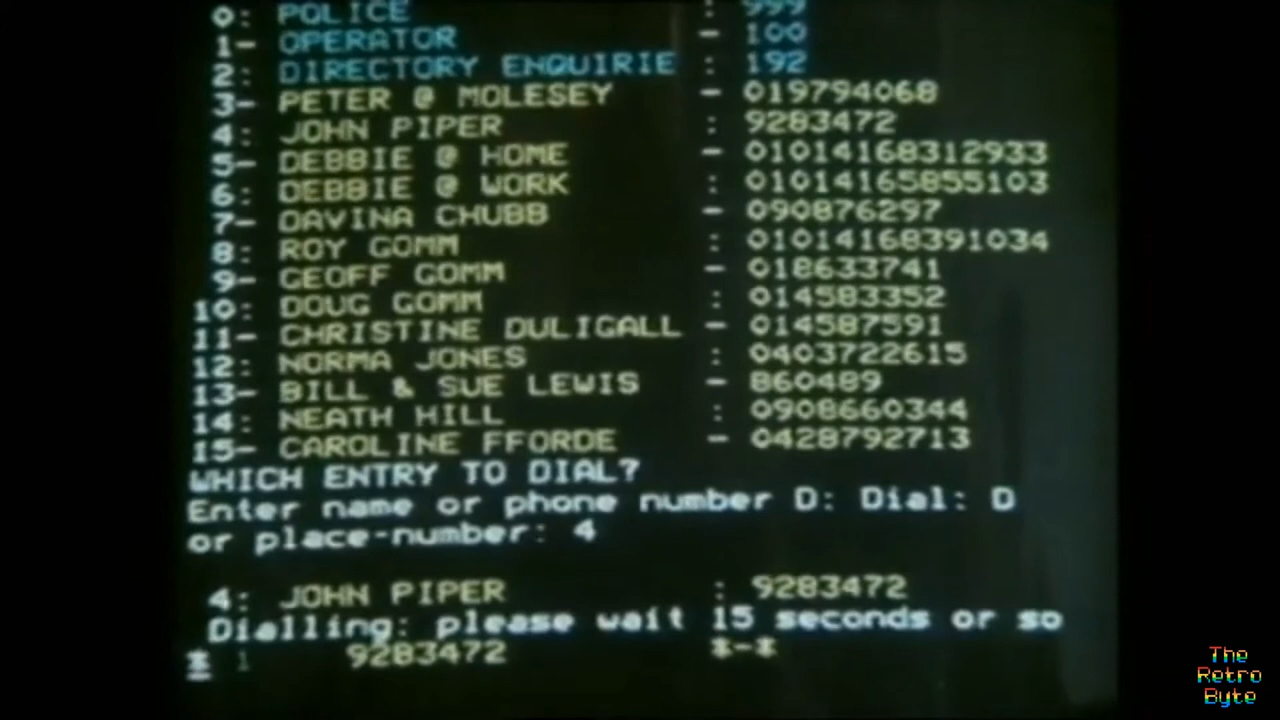 0: POLICE : 999
1- OPERATOR - 100
2: DIRECTORY ENQUIRIE : 192
3- PETER @ MOLESEY - 019794068
4: JOHN PIPER : 9283472
5- DEBBIE @ HOME - 01014168312933
6: DEBBIE @ WORK : 01014165855103
7- DAVINA CHUBB - 090876297
8: ROY GOMM : 01014168391034
9- GEOFF GOMM - 018633741
10: DOUG GOMM : 014583352
11- CHRISTINE DULIGALL - 014587591
12: NORMA JONES : 0403722615
13- BILL & SUE LEWIS - 860489
14: NEATH HILL : 0908660344
15- CAROLINE FFORDE - 0428792713
WHICH ENTRY TO DIAL?
Enter name or phone number D: Dial: D
or place-number: 4
4: JOHN PIPER : 9283472
Dialling: please wait 15 seconds or so
* 1 9283472 *-*
The
Retro
Byte